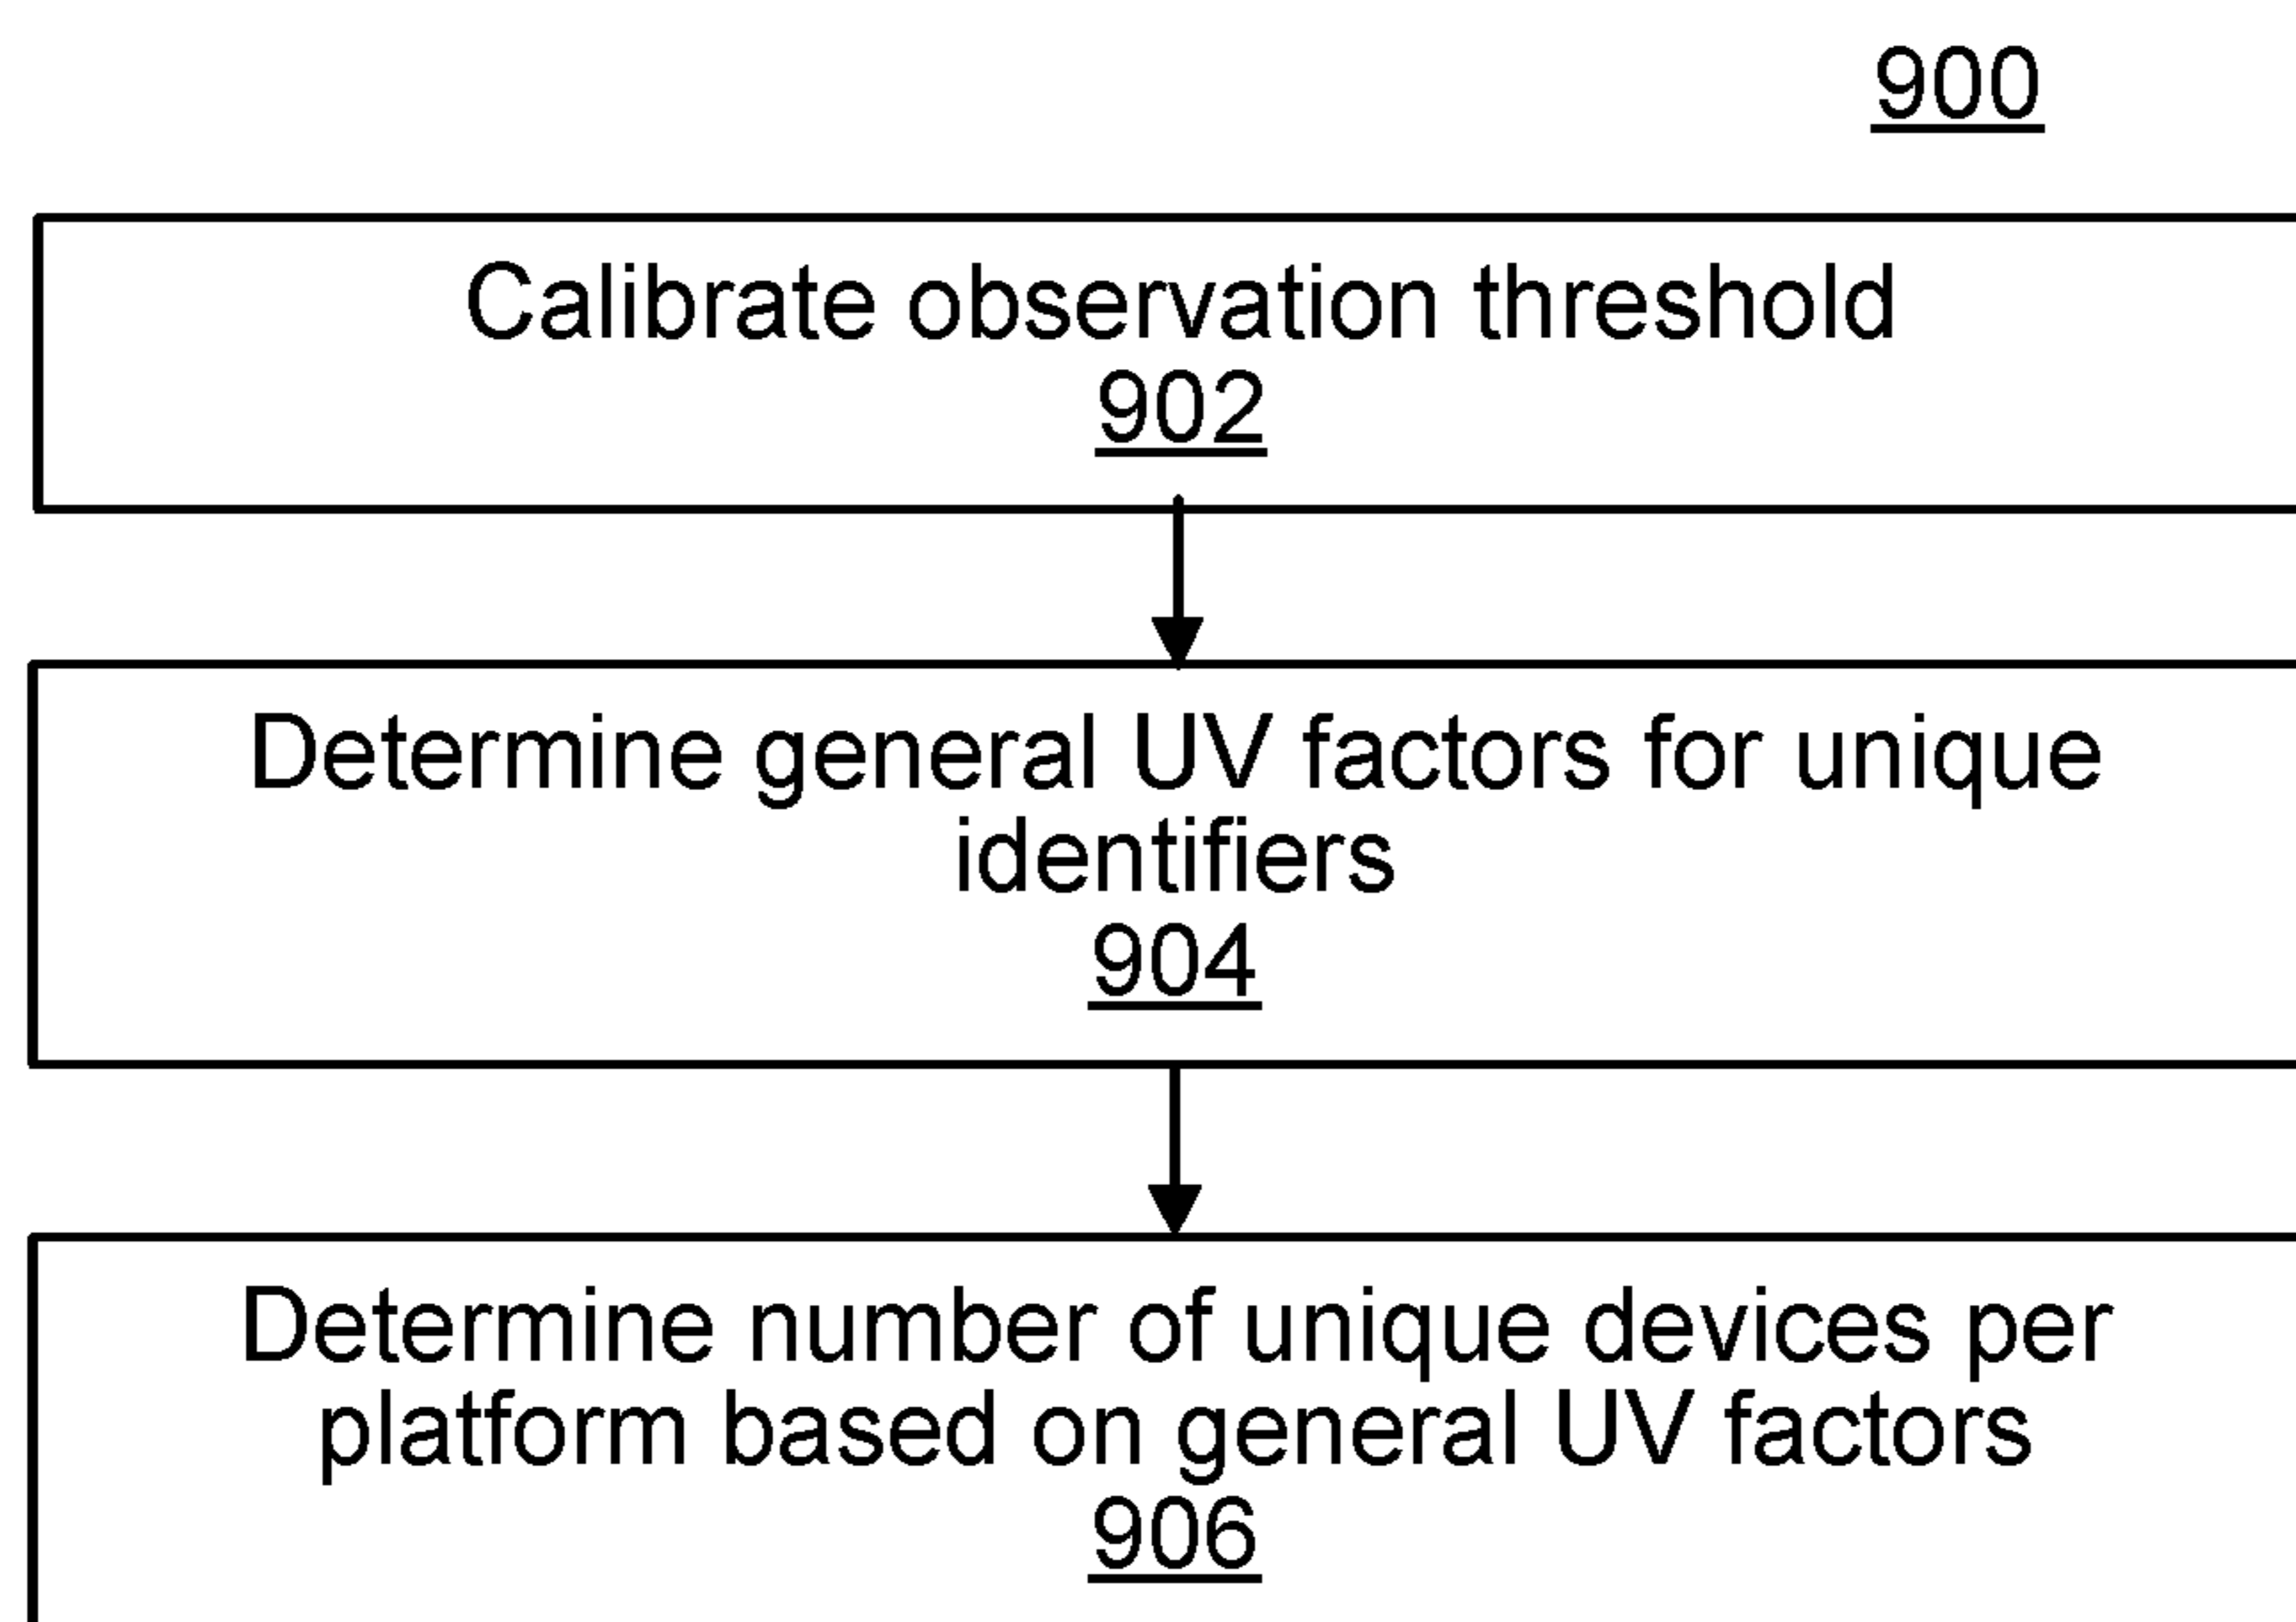 900
Calibrate observation threshold
902
Determine general UV factors for unique
identifiers
904
Determine number of unique devices per
platform based on general UV factors
906